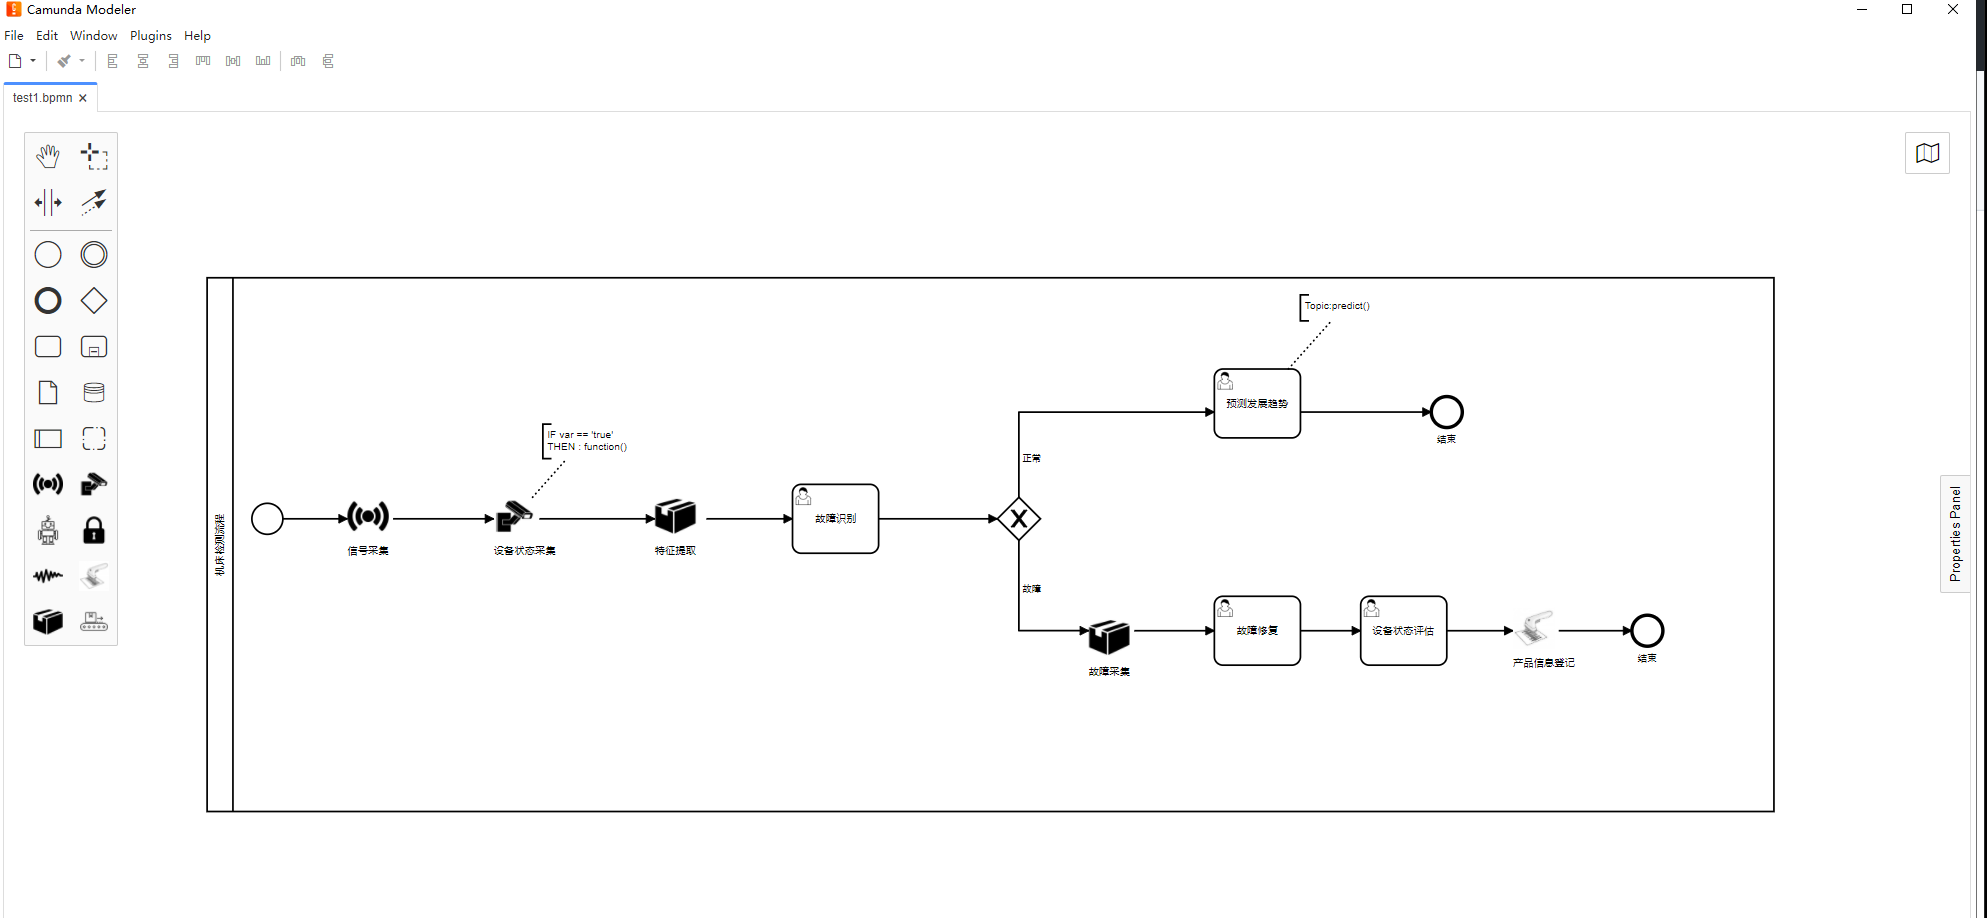 Camunda Modeler
File Edit Window Plugins Help
test1.bpmn
Topic:predict()
预测发展趋势
结束
IF var == 'true'
THEN : function()
正常
机床检测流程
信号采集
设备状态采集
特征提取
故障识别
故障
故障采集
故障修复
设备状态评估
产品信息登记
结束
Properties Panel